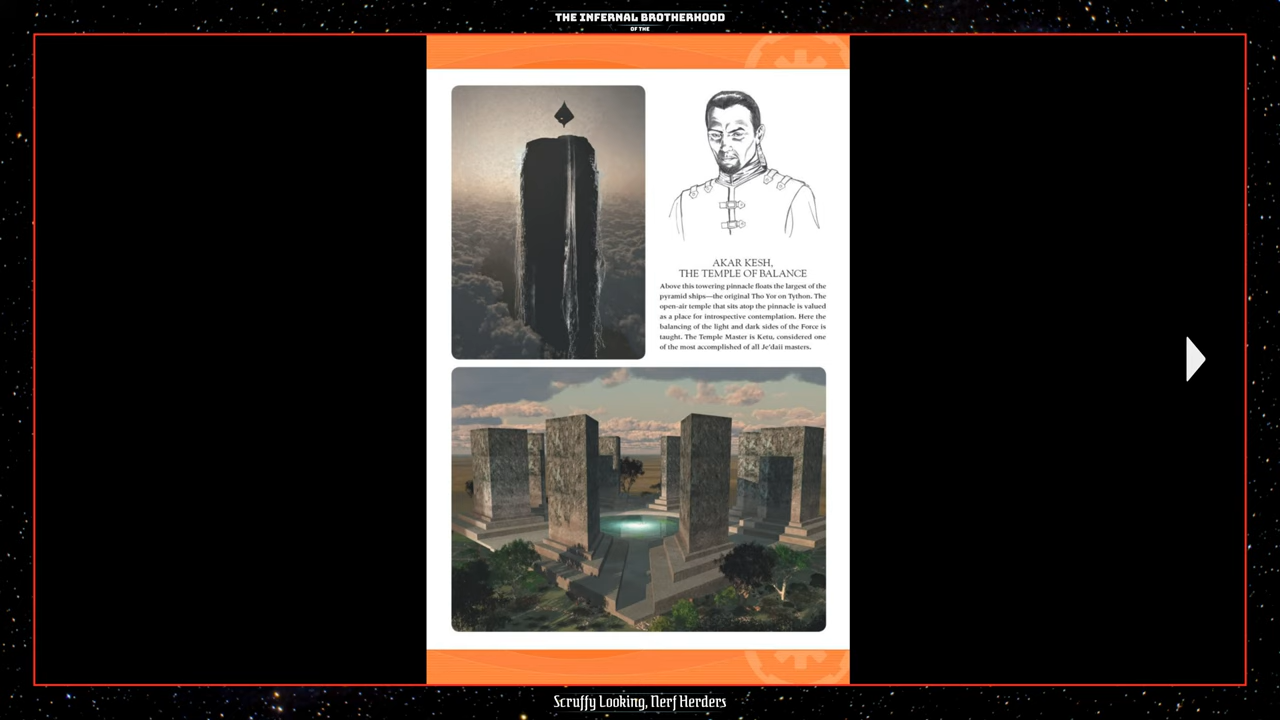 THE INFERNAL BROTHERHOOD
OF THE
AKAR KESH,
THE TEMPLE OF BALANCE
Above this towering pinnacle floats the largest of the
pyramid ships—the original Tho Yor on Tython. The
open-air temple that sits atop the pinnacle is valued
as a place for introspective contemplation. Here the
balancing of the light and dark sides of the Force is
taught. The Temple Master is Ketu, considered one
of the most accomplished of all Je'daii masters.
Scruffy Looking, Nerf Herders